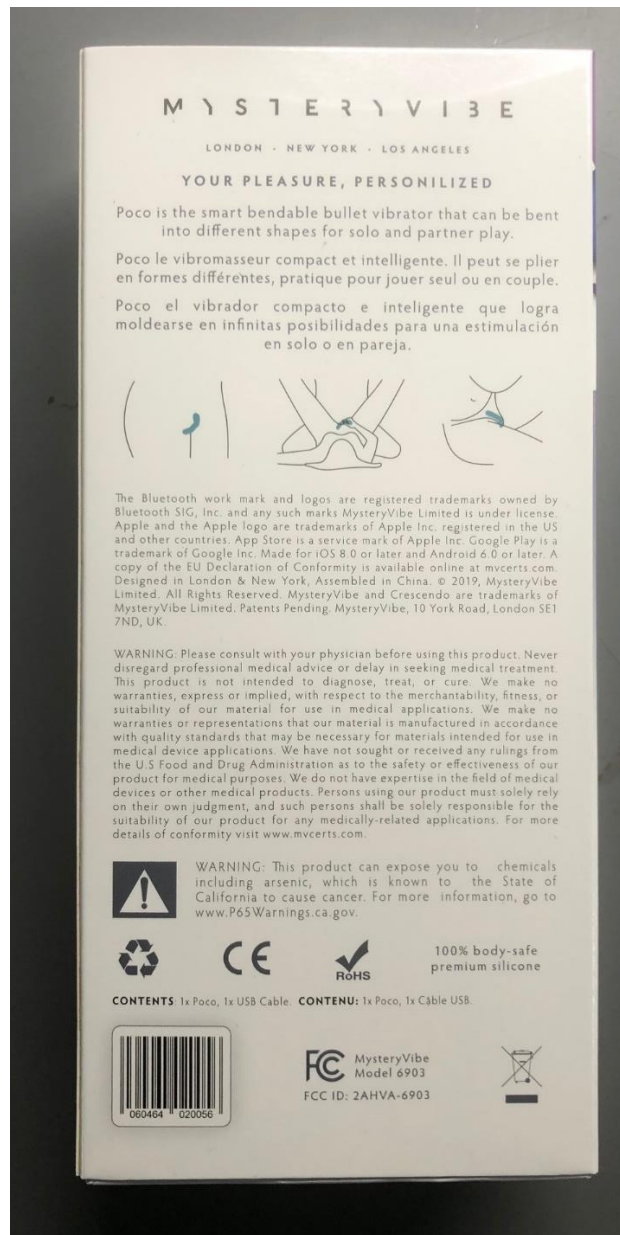 MYSTERYVIBE
LONDON · NEW YORK · LOS ANGELES
YOUR PLEASURE, PERSONILIZED
Poco is the smart bendable bullet vibrator that can be bent
into different shapes for solo and partner play.
Poco le vibromasseur compact et intelligente. Il peut se plier
en formes différentes, pratique pour jouer seul ou en couple.
Poco el vibrador compacto e inteligente que logra
moldearse en infinitas posibilidades para una estimulación
en solo o en pareja.
The Bluetooth work mark and logos are registered trademarks owned by
Bluetooth SIG, Inc. and any such marks MysteryVibe Limited is under license.
Apple and the Apple logo are trademarks of Apple Inc. registered in the US
and other countries. App Store is a service mark of Apple Inc. Google Play is a
trademark of Google Inc. Made for iOS 8.0 or later and Android 6.0 or later. A
copy of the EU Declaration of Conformity is available online at mvcerts.com.
Designed in London & New York, Assembled in China. © 2019, MysteryVibe
Limited. All Rights Reserved. MysteryVibe and Crescendo are trademarks of
MysteryVibe Limited. Patents Pending. MysteryVibe, 10 York Road, London SE1
7ND, UK.
WARNING: Please consult with your physician before using this product. Never
disregard professional medical advice or delay in seeking medical treatment.
This product is not intended to diagnose, treat, or cure. We make no
warranties, express or implied, with respect to the merchantability, fitness, or
suitability of our material for use in medical applications. We make no
warranties or representations that our material is manufactured in accordance
with quality standards that may be necessary for materials intended for use in
medical device applications. We have not sought or received any rulings from
the U.S Food and Drug Administration as to the safety or effectiveness of our
product for medical purposes. We do not have expertise in the field of medical
devices or other medical products. Persons using our product must solely rely
on their own judgment, and such persons shall be solely responsible for the
suitability of our product for any medically-related applications. For more
details of conformity visit www.mvcerts.com.
WARNING: This product can expose you to chemicals
including arsenic, which is known to the State of
California to cause cancer. For more information, go to
www.P65Warnings.ca.gov.
CE
RoHS
100% body-safe
premium silicone
CONTENTS: 1x Poco, 1x USB Cable. CONTENU: 1x Poco, 1x Câble USB.
060464 020056
FC
MysteryVibe
Model 6903
FCC ID: 2AHVA-6903